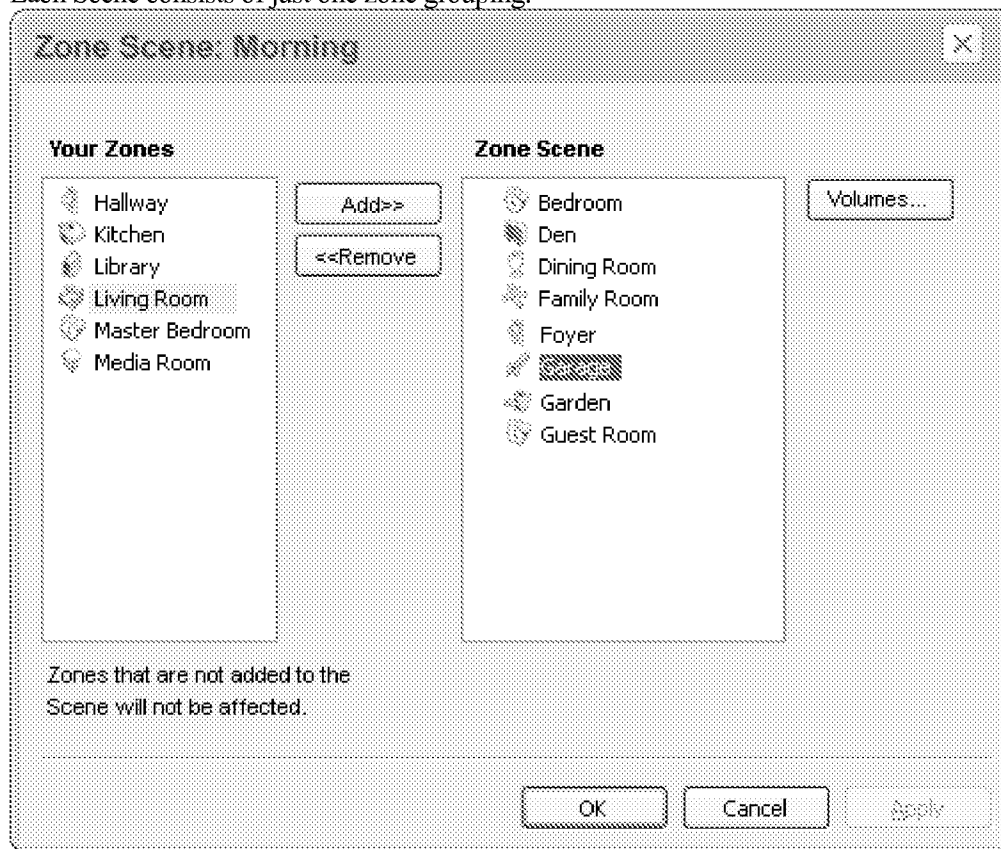 Each Scene consists of just one zone grouping.
Zone Scene: Morning
Your Zones
Zone Scene
Hallway
Kitchen
Library
Living Room
Master Bedroom
Media Room
Add>>
<<Remove
Bedroom
Den
Dining Room
Family Room
Foyer
Garage
Garden
Guest Room
Volumes...
Zones that are not added to the
Scene will not be affected.
OK
Cancel
Apply